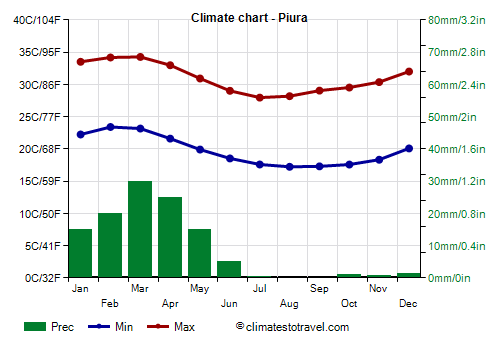 Climate chart - Piura
40C/104F
35C/95F
30C/86F
25C/77F
20C/68F
15C/59F
10C/50F
5C/41F
0C/32F
80mm/3.2in
70mm/2.8in
60mm/2.4in
50mm/2in
40mm/1.6in
30mm/1.2in
20mm/0.8in
10mm/0.4in
0mm/0in
Jan Mar May Jul Sep Nov
Feb Apr Jun Aug Oct Dec
Prec Min Max ©climatestotravel.com